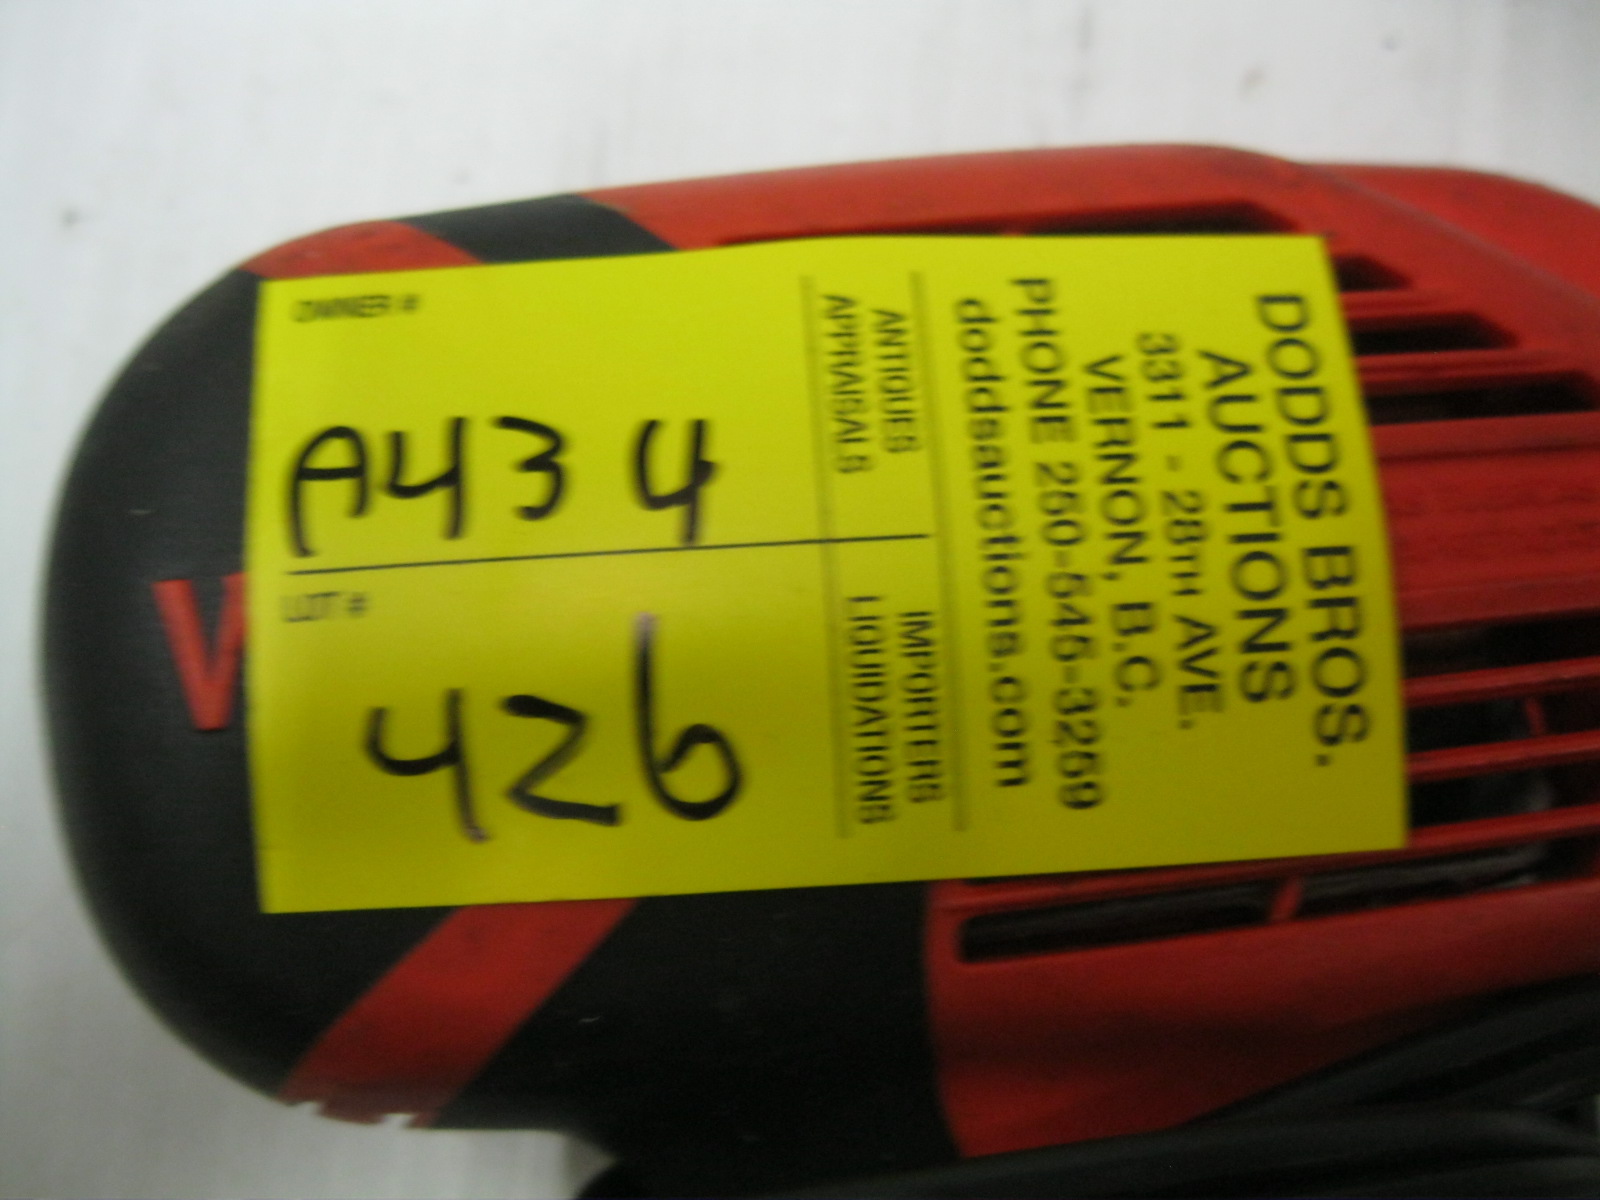 DODDS BROS.
AUCTIONS
3311 - 28TH AVE.
VERNON, B.C.
PHONE 250-545-3259
doddsauctions.com
ANTIQUES
APPRAISALS
IMPORTERS
LIQUIDATIONS
OWNER #
A434
LOT #
426